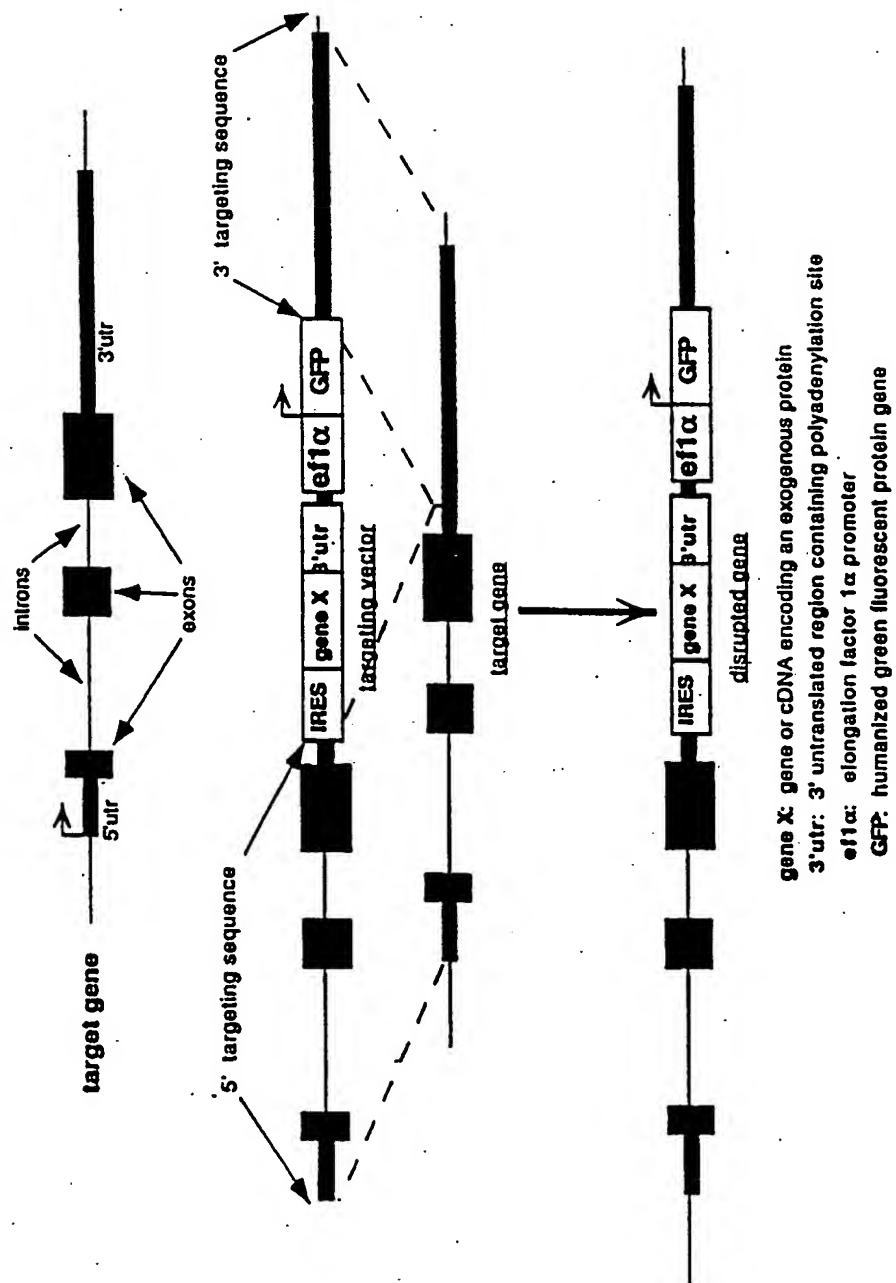 target gene
introns
5'utr
exons
3'utr
5' targeting sequence
3' targeting sequence
IRES
gene X
3'utr
ef1α
GFP
targeting vector
target gene
IRES
gene X
3'utr
ef1α
GFP
disrupted gene
gene X: gene or cDNA encoding an exogenous protein
3'utr: 3' untranslated region containing polyadenylation site
ef1α: elongation factor 1α promoter
GFP: humanized green fluorescent protein gene